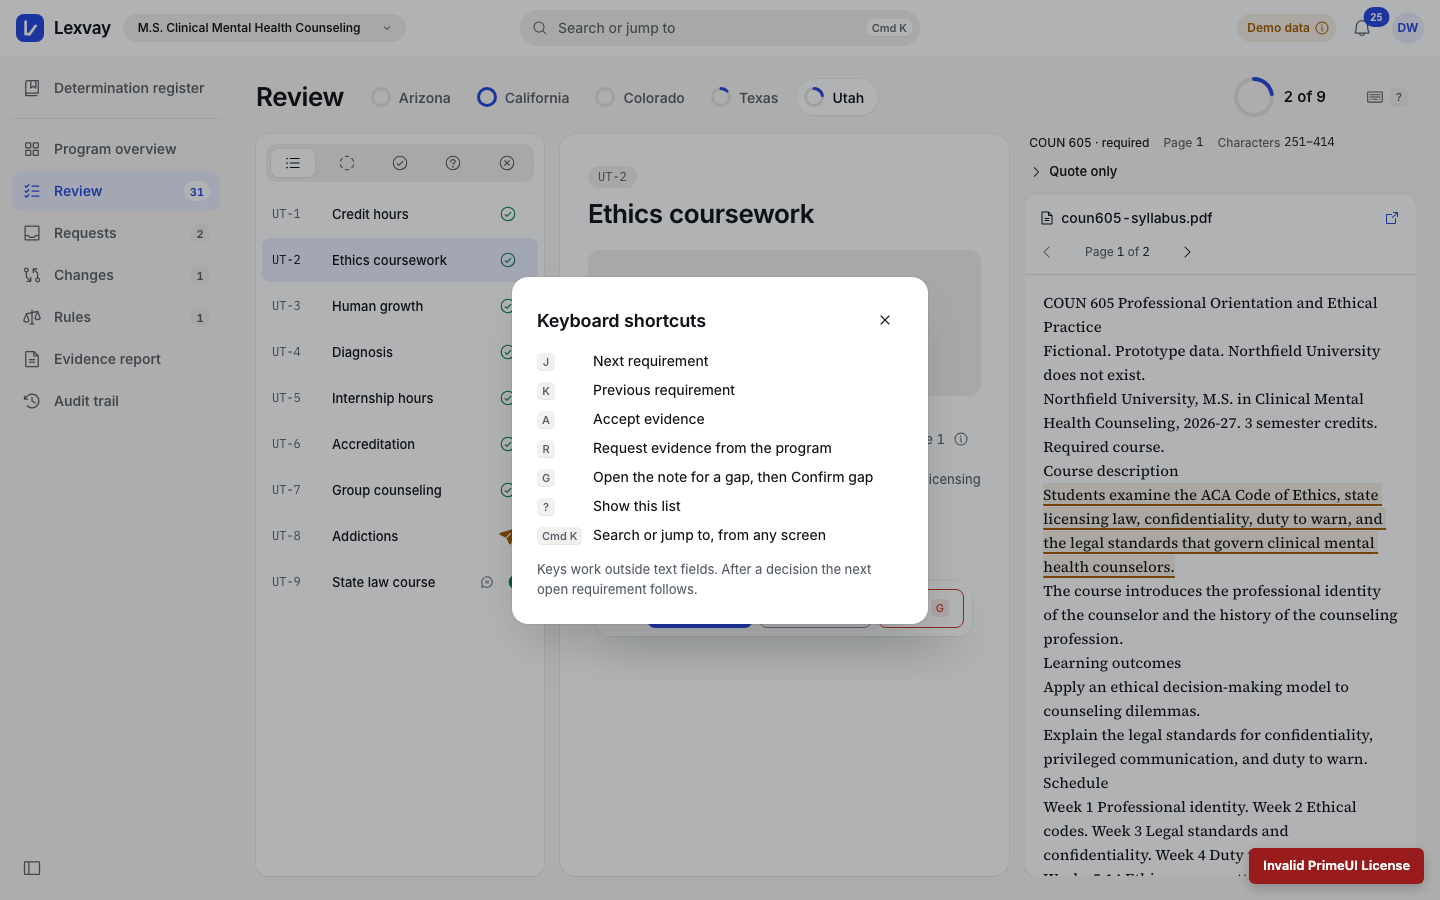 Lexvay
M.S. Clinical Mental Health Counseling
Search or jump to
Cmd K
Demo data
25
DW
Determination register
Program overview
Review
31
Requests
2
Changes
1
Rules
1
Evidence report
Audit trail
Review
Arizona
California
Colorado
Texas
Utah
2 of 9
?
UT-1
Credit hours
UT-2
Ethics coursework
UT-3
Human growth
UT-4
Diagnosis
UT-5
Internship hours
UT-6
Accreditation
UT-7
Group counseling
UT-8
Addictions
UT-9
State law course
UT-2
Ethics coursework
1
licensing
G
Keyboard shortcuts
J
Next requirement
K
Previous requirement
A
Accept evidence
R
Request evidence from the program
G
Open the note for a gap, then Confirm gap
?
Show this list
Cmd K
Search or jump to, from any screen
Keys work outside text fields. After a decision the next
open requirement follows.
COUN 605 · required
Page 1
Characters 251–414
Quote only
coun605-syllabus.pdf
Page 1 of 2
COUN 605 Professional Orientation and Ethical
Practice
Fictional. Prototype data. Northfield University
does not exist.
Northfield University, M.S. in Clinical Mental
Health Counseling, 2026-27. 3 semester credits.
Required course.
Course description
Students examine the ACA Code of Ethics, state
licensing law, confidentiality, duty to warn, and
the legal standards that govern clinical mental
health counselors.
The course introduces the professional identity
of the counselor and the history of the counseling
profession.
Learning outcomes
Apply an ethical decision-making model to
counseling dilemmas.
Explain the legal standards for confidentiality,
privileged communication, and duty to warn.
Schedule
Week 1 Professional identity. Week 2 Ethical
codes. Week 3 Legal standards and
confidentiality. Week 4 Duty
Invalid PrimeUI License